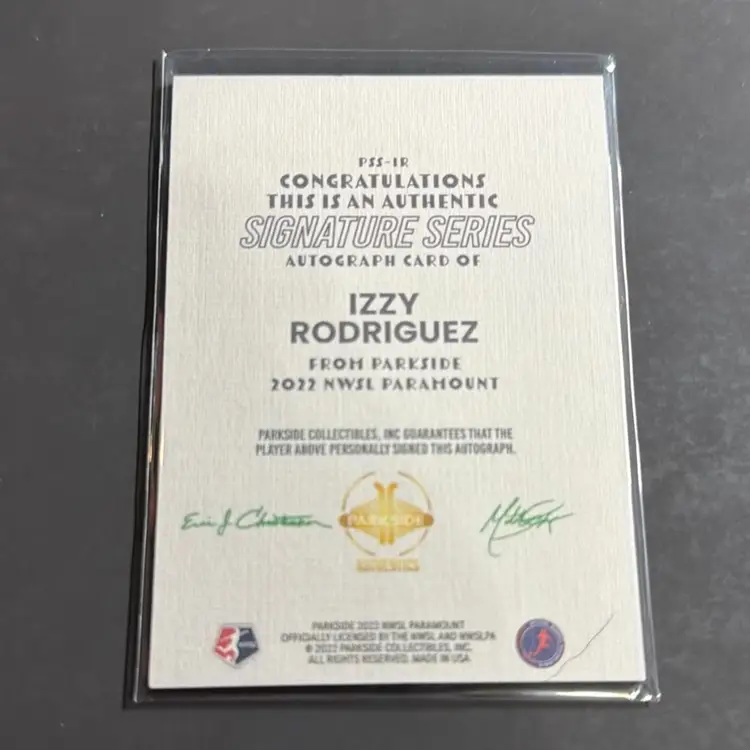 PSS-IR
CONGRATULATIONS
THIS IS AN AUTHENTIC
SIGNATURE SERIES
AUTOGRAPH CARD OF
IZZY
RODRIGUEZ
FROM PARKSIDE
2022 NWSL PARAMOUNT
PARKSIDE COLLECTIBLES, INC GUARANTEES THAT THE
PLAYER ABOVE PERSONALLY SIGNED THIS AUTOGRAPH.
PARKSIDE
AUTHENTICS
PARKSIDE 2022 NWSL PARAMOUNT
OFFICIALLY LICENSED BY THE NWSL AND NWSLPA
© 2022 PARKSIDE COLLECTIBLES, INC.
ALL RIGHTS RESERVED. MADE IN USA